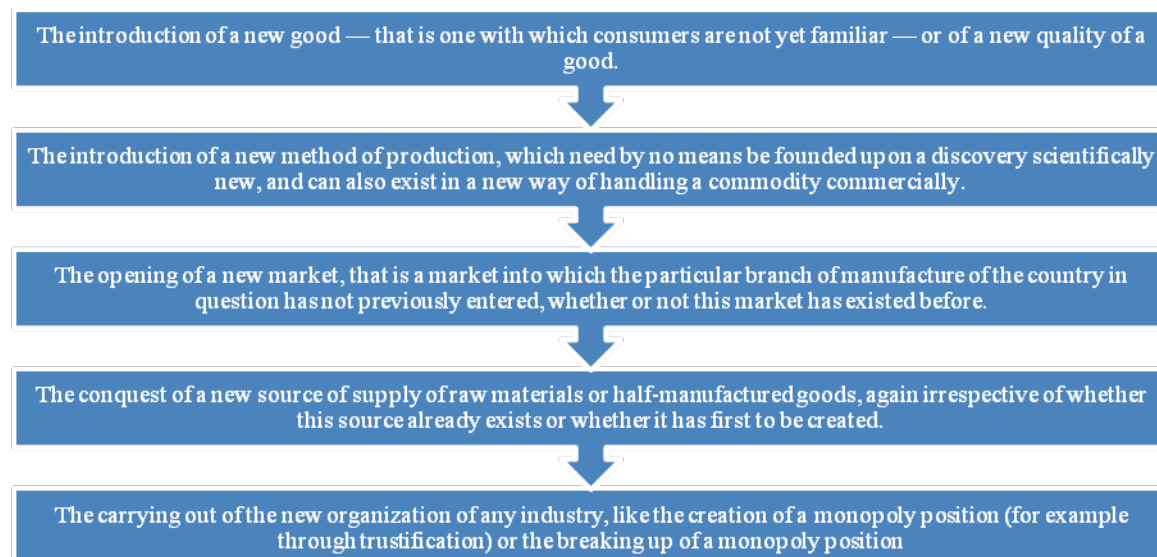 The introduction of a new good — that is one with which consumers are not yet familiar — or of a new quality of a
good.
The introduction of a new method of production, which need by no means be founded upon a discovery scientifically
new, and can also exist in a new way of handling a commodity commercially.
The opening of a new market, that is a market into which the particular branch of manufacture of the country in
question has not previously entered, whether or not this market has existed before.
The conquest of a new source of supply of raw materials or half-manufactured goods, again irrespective of whether
this source already exists or whether it has first to be created.
The carrying out of the new organization of any industry, like the creation of a monopoly position (for example
through trustification) or the breaking up of a monopoly position